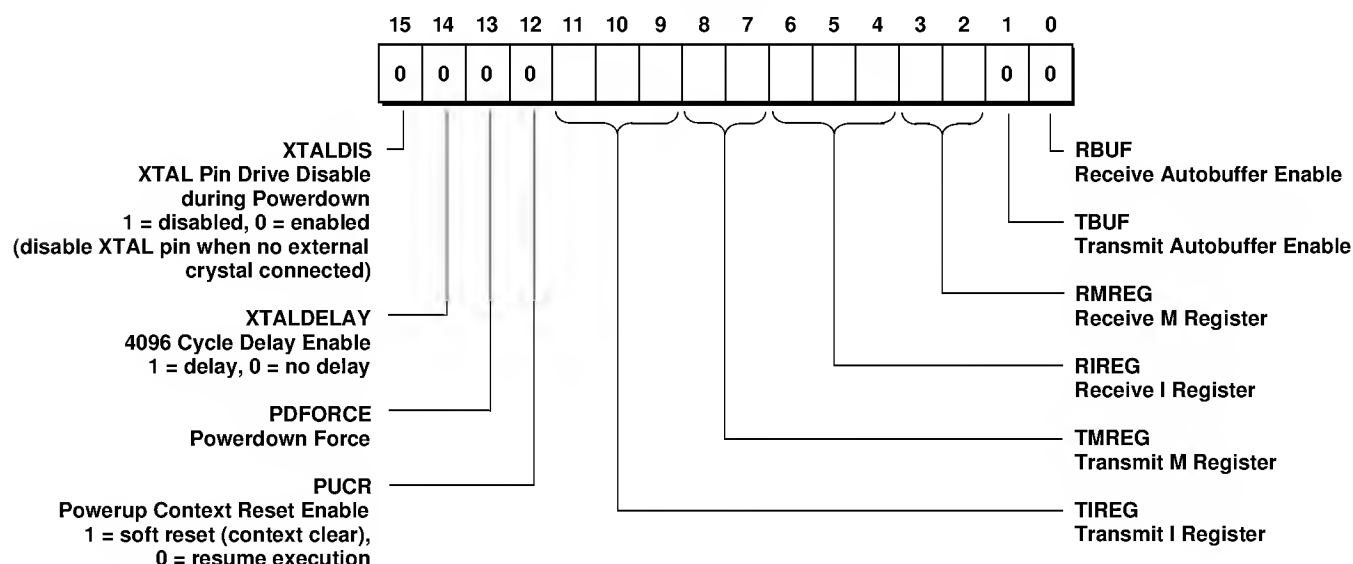 15 14 13 12 11 10 9 8 7 6 5 4 3 2 1 0
0 0 0 0 0 0
XTALDIS
XTAL Pin Drive Disable
during Powerdown
1 = disabled, 0 = enabled
(disable XTAL pin when no external
crystal connected)
XTALDELAY
4096 Cycle Delay Enable
1 = delay, 0 = no delay
PDFORCE
Powerdown Force
PUCR
Powerup Context Reset Enable
1 = soft reset (context clear),
0 = resume execution
RBUF
Receive Autobuffer Enable
TBUF
Transmit Autobuffer Enable
RMREG
Receive M Register
RIREG
Receive I Register
TMREG
Transmit M Register
TIREG
Transmit I Register